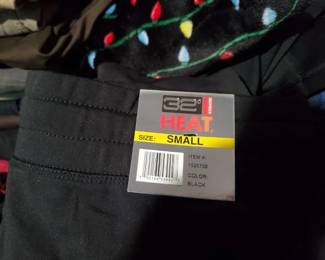 32°
HEAT.
SIZE: SMALL
ITEM #:
COLOR:
BLACK